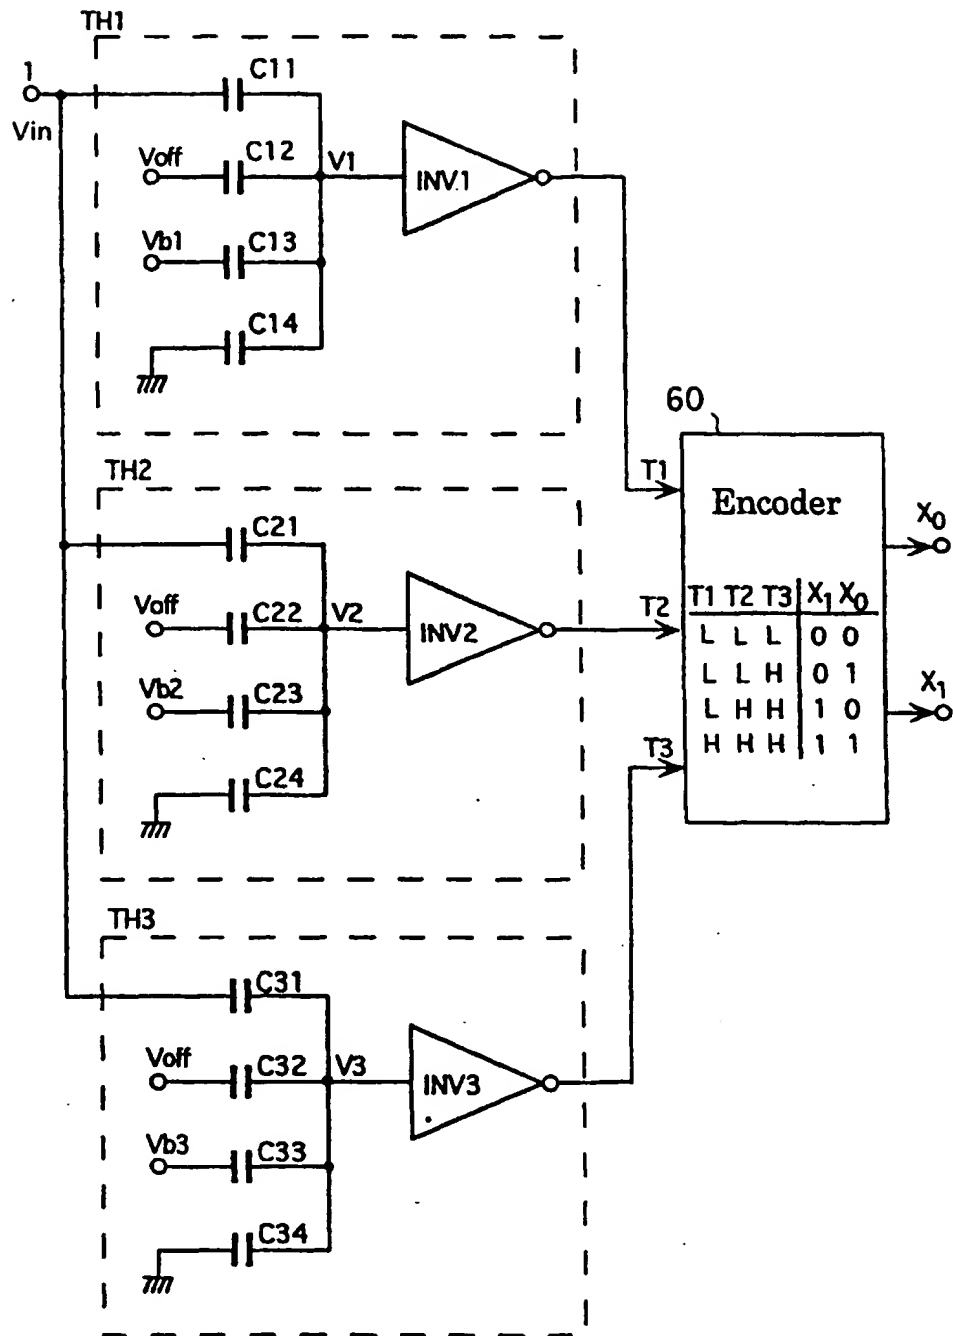 TH1
1
Vin
C11
Voff
C12
V1
INV.1
Vb1
C13
C14
60
T1
Encoder
X0
TH2
C21
Voff
C22
V2
INV2
T2
Vb2
C23
C24
T1 T2 T3 X1 X0
L L L 0 0
L L H 0 1
L H H 1 0
H H H 1 1
X1
T3
TH3
C31
Voff
C32
V3
INV3
Vb3
C33
C34